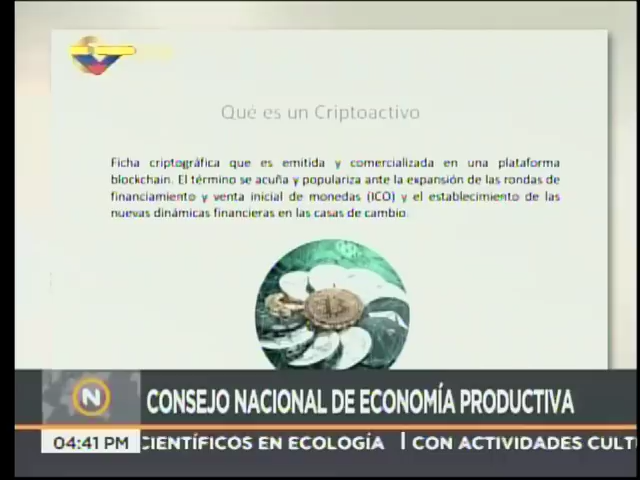 Qué es un Criptoactivo
Ficha criptográfica que es emitida y comercializada en una plataforma
blockchain. El término se acuña y populariza ante la expansión de las rondas de
financiamiento y venta inicial de monedas (ICO) y el establecimiento de las
nuevas dinámicas financieras en las casas de cambio.
N
CONSEJO NACIONAL DE ECONOMÍA PRODUCTIVA
04:41 PM CIENTÍFICOS EN ECOLOGÍA | CON ACTIVIDADES CULT